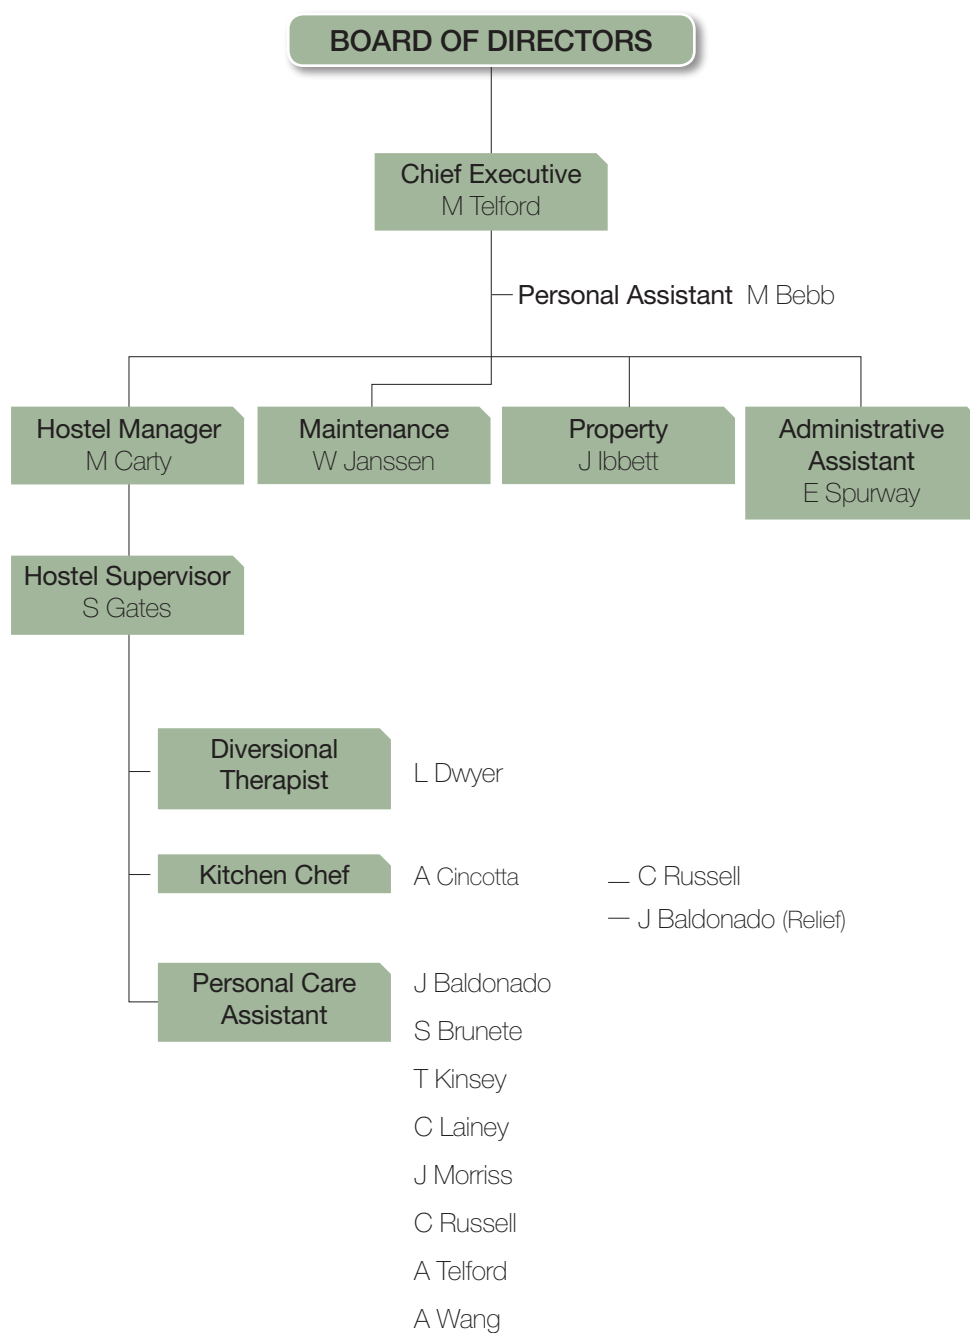 BOARD OF DIRECTORS
Chief Executive
M Telford
Personal Assistant M Bebb
Hostel Manager
M Carty
Maintenance
W Janssen
Property
J Ibbett
Administrative
Assistant
E Spurway
Hostel Supervisor
S Gates
Diversional
Therapist
L Dwyer
Kitchen Chef
A Cincotta
C Russell
J Baldonado (Relief)
Personal Care
Assistant
J Baldonado
S Brunete
T Kinsey
C Lainey
J Morriss
C Russell
A Telford
A Wang